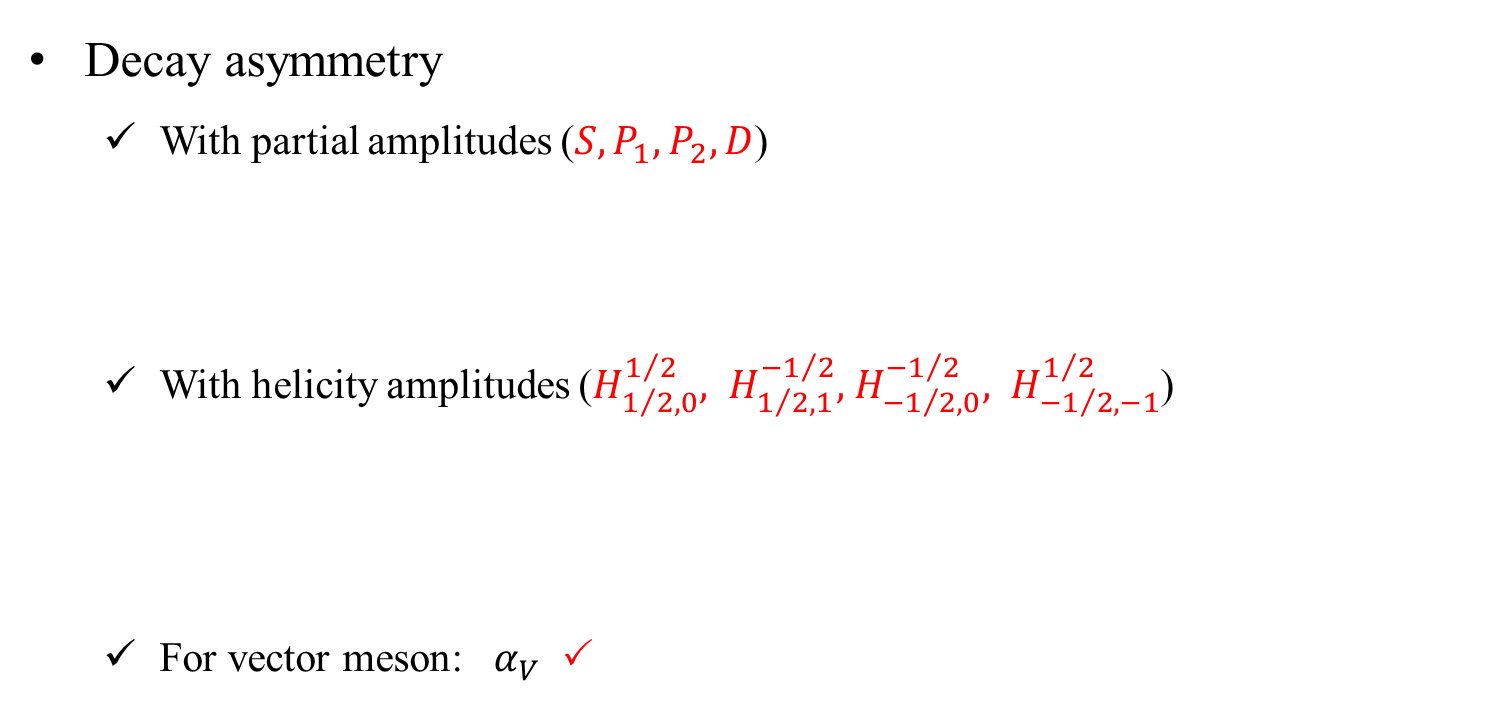 • Decay asymmetry
✓ With partial amplitudes (S, P₁, P₂, D)
✓ With helicity amplitudes (H^{1/2}_{1/2,0}, H^{−1/2}_{1/2,1}, H^{−1/2}_{−1/2,0}, H^{1/2}_{−1/2,−1})
✓ For vector meson: α_V ✓